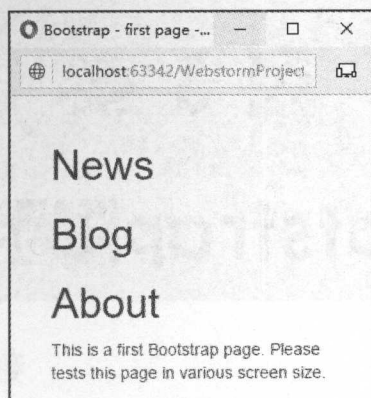 Bootstrap - first page -...
localhost:63342/WebstormProject
News
Blog
About
This is a first Bootstrap page. Please
tests this page in various screen size.